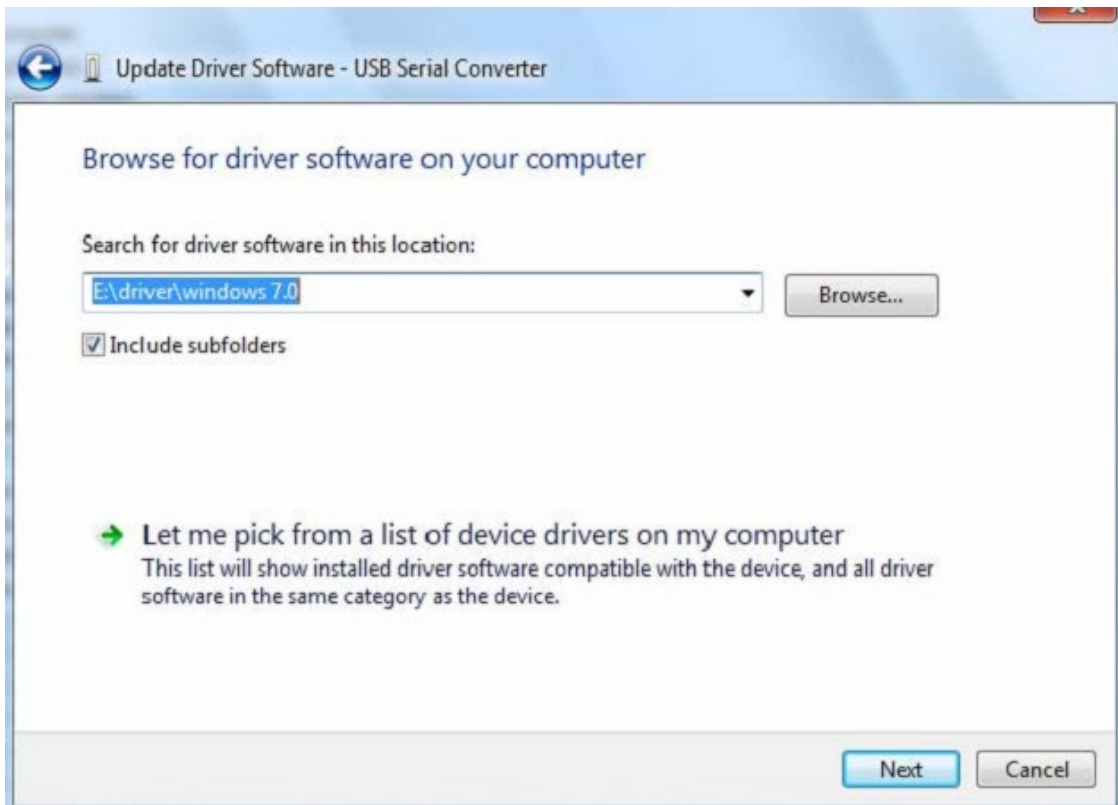 Update Driver Software - USB Serial Converter
Browse for driver software on your computer
Search for driver software in this location:
E:\driver\windows 7.0
Browse...
Include subfolders
Let me pick from a list of device drivers on my computer
This list will show installed driver software compatible with the device, and all driver
software in the same category as the device.
Next
Cancel